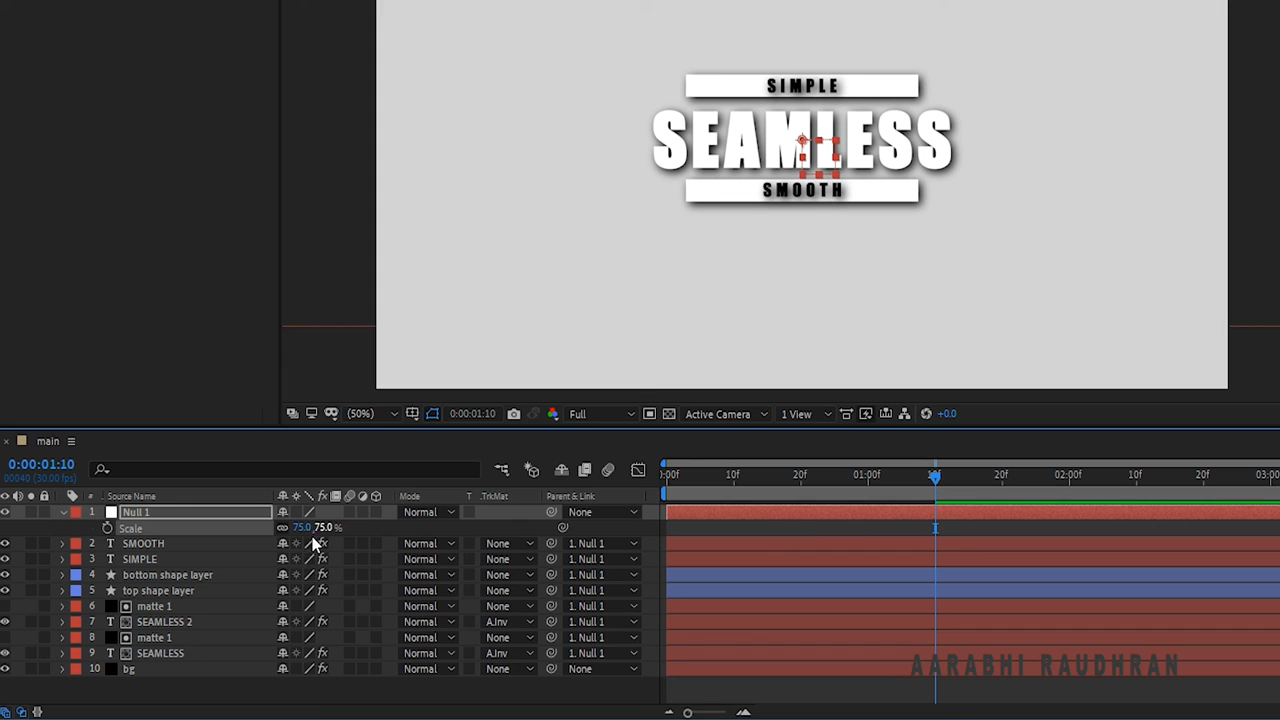 SIMPLE
SEAMLESS
SMOOTH
(50%) 0:00:01:10 Full Active Camera 1 View +0.0
main
0:00:01:10
00040 (30.00 fps)
:00f 10f 20f 01:00f 10f 20f 02:00f 10f 20f 03:00
# Source Name Mode T .TrkMat Parent & Link
1 Null 1 Normal None
Scale 75.0, 75.0 %
2 T SMOOTH Normal None 1. Null 1
3 T SIMPLE Normal None 1. Null 1
4 bottom shape layer Normal None 1. Null 1
5 top shape layer Normal None 1. Null 1
6 matte 1 Normal None 1. Null 1
7 T SEAMLESS 2 Normal A.Inv 1. Null 1
8 matte 1 Normal None 1. Null 1
9 T SEAMLESS Normal A.Inv 1. Null 1
10 bg Normal None None
AARABHI RAUDHRAN